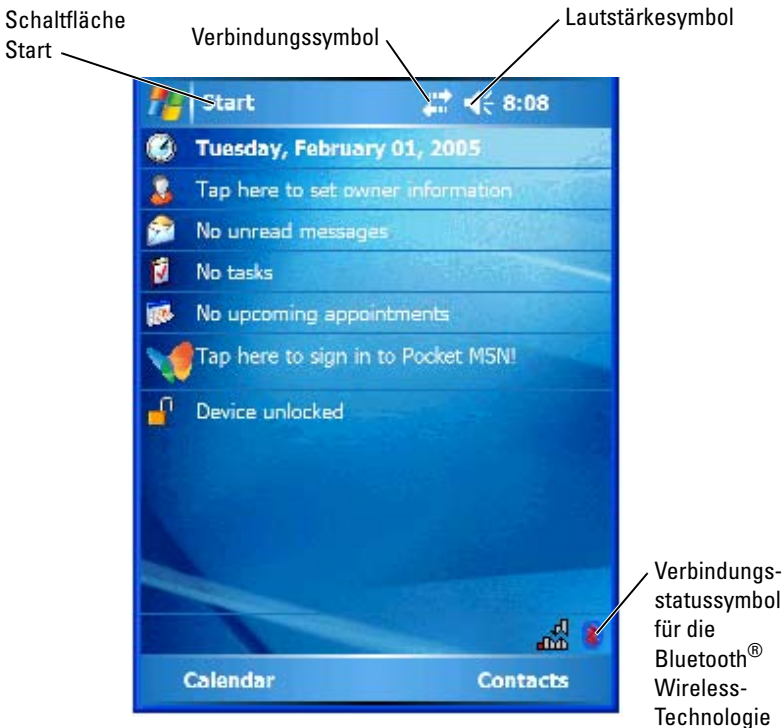 Schaltfläche
Start
Verbindungssymbol
Lautstärkesymbol
Start
8:08
Tuesday, February 01, 2005
Tap here to set owner information
No unread messages
No tasks
No upcoming appointments
Tap here to sign in to Pocket MSN!
Device unlocked
Verbindungs-
statussymbol
für die
Bluetooth®
Wireless-
Technologie
Calendar
Contacts